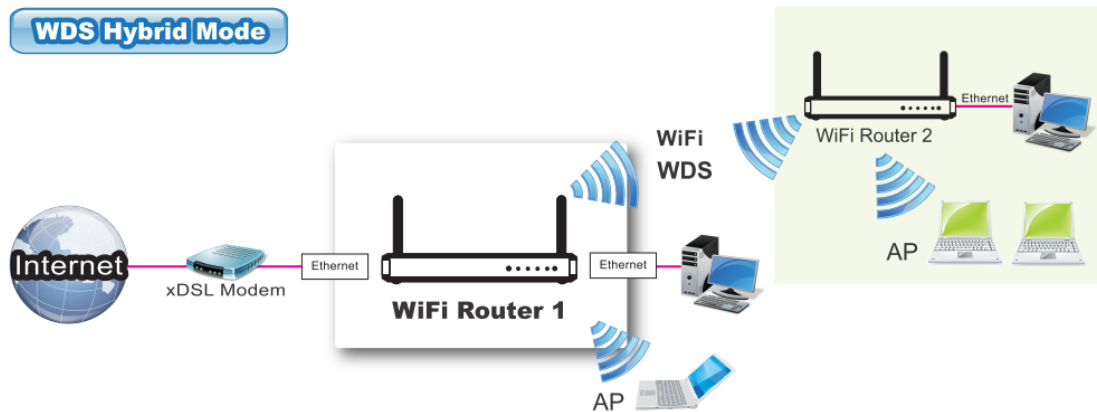 WDS Hybrid Mode
Internet
xDSL Modem
Ethernet
WiFi Router 1
Ethernet
AP
WiFi
WDS
WiFi Router 2
Ethernet
AP